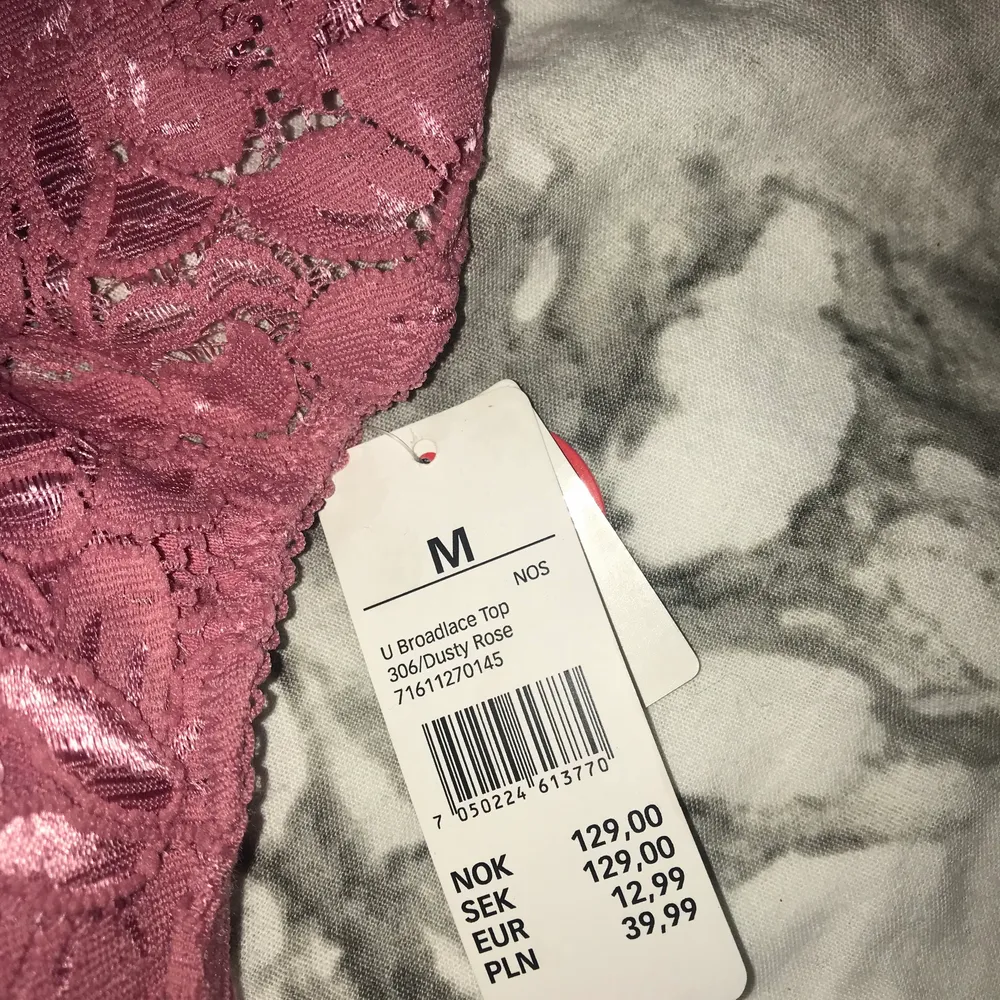 M
NOS
U Broadlace Top
306/Dusty Rose
71611270145
7 050224 613770
NOK 129,00
SEK 129,00
EUR 12,99
PLN 39,99